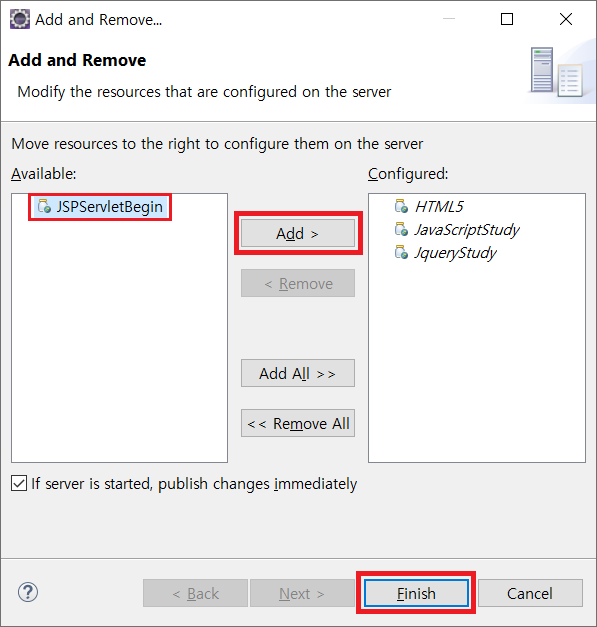 Add and Remove...
Add and Remove
Modify the resources that are configured on the server
Move resources to the right to configure them on the server
Available:
Configured:
JSPServletBegin
HTML5
JavaScriptStudy
JqueryStudy
Add >
< Remove
Add All >>
<< Remove All
If server is started, publish changes immediately
?
< Back
Next >
Finish
Cancel